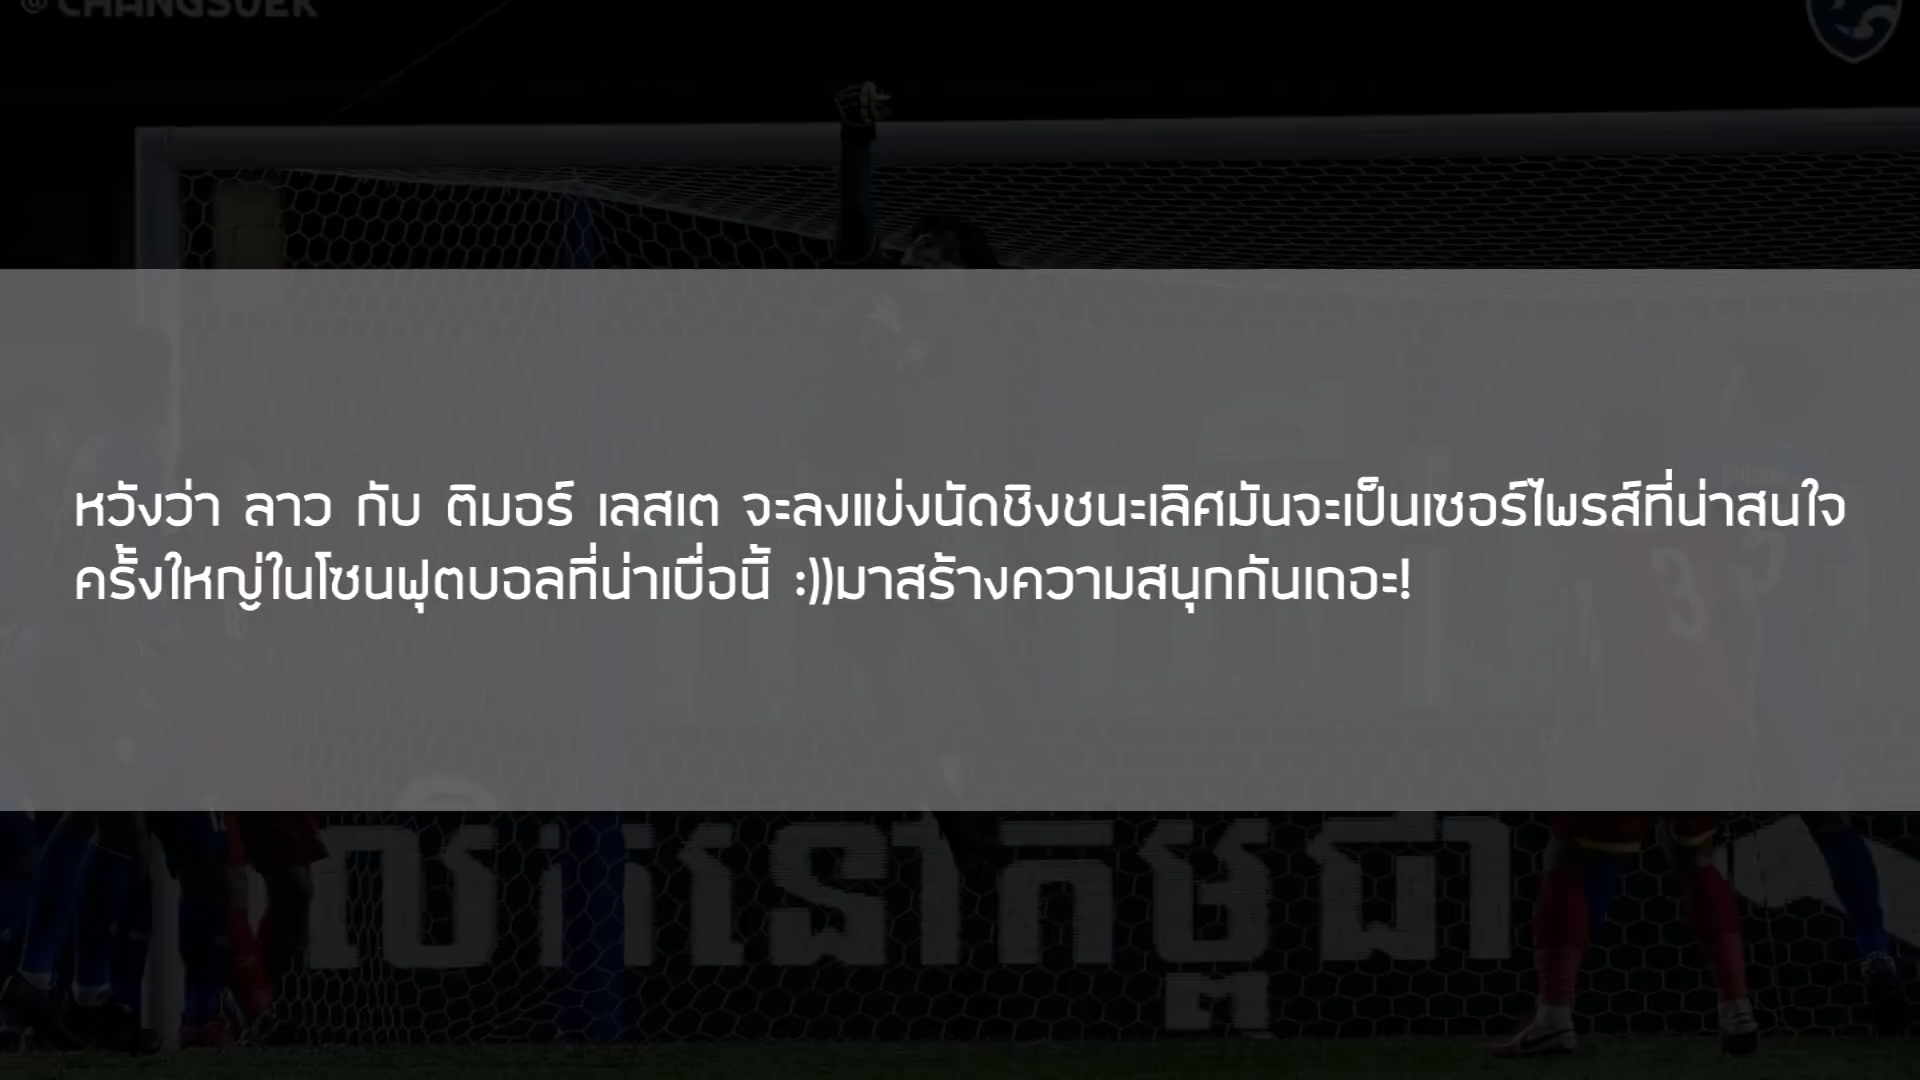 @CHANGSUEK
หวังว่า ลาว กับ ติมอร์ เลสเต จะลงแข่งนัดชิงชนะเลิศมันจะเป็นเซอร์ไพรส์ที่น่าสนใจ
ครั้งใหญ่ในโซนฟุตบอลที่น่าเบื่อนี้ :))มาสร้างความสนุกกันเถอะ!
3